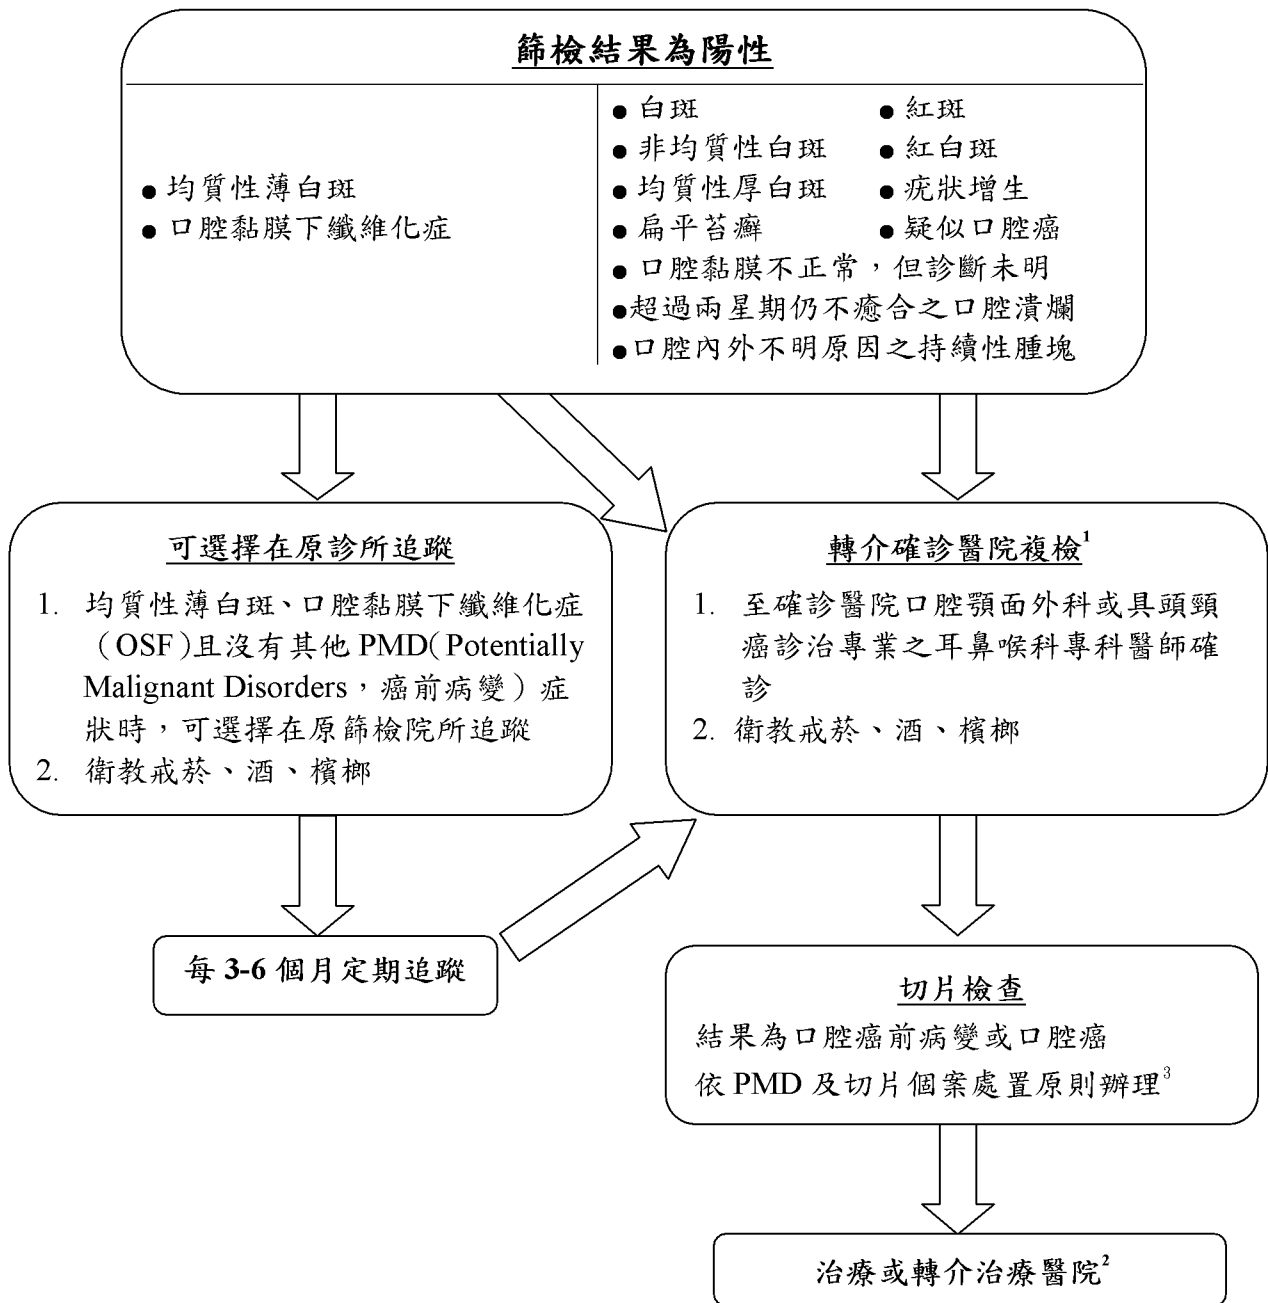 篩檢結果為陽性
● 均質性薄白斑
● 口腔黏膜下纖維化症
● 白斑 ● 紅斑
● 非均質性白斑 ● 紅白斑
● 均質性厚白斑 ● 疣狀增生
● 扁平苔癬 ● 疑似口腔癌
● 口腔黏膜不正常，但診斷未明
●超過兩星期仍不癒合之口腔潰爛
●口腔內外不明原因之持續性腫塊
可選擇在原診所追蹤
1. 均質性薄白斑、口腔黏膜下纖維化症
（OSF)且沒有其他 PMD（Potentially
Malignant Disorders，癌前病變）症
狀時，可選擇在原篩檢院所追蹤
2. 衛教戒菸、酒、檳榔
轉介確診醫院複檢1
1. 至確診醫院口腔顎面外科或具頭頸
癌診治專業之耳鼻喉科專科醫師確
診
2. 衛教戒菸、酒、檳榔
每 3-6 個月定期追蹤
切片檢查
結果為口腔癌前病變或口腔癌
依 PMD 及切片個案處置原則辦理3
治療或轉介治療醫院2